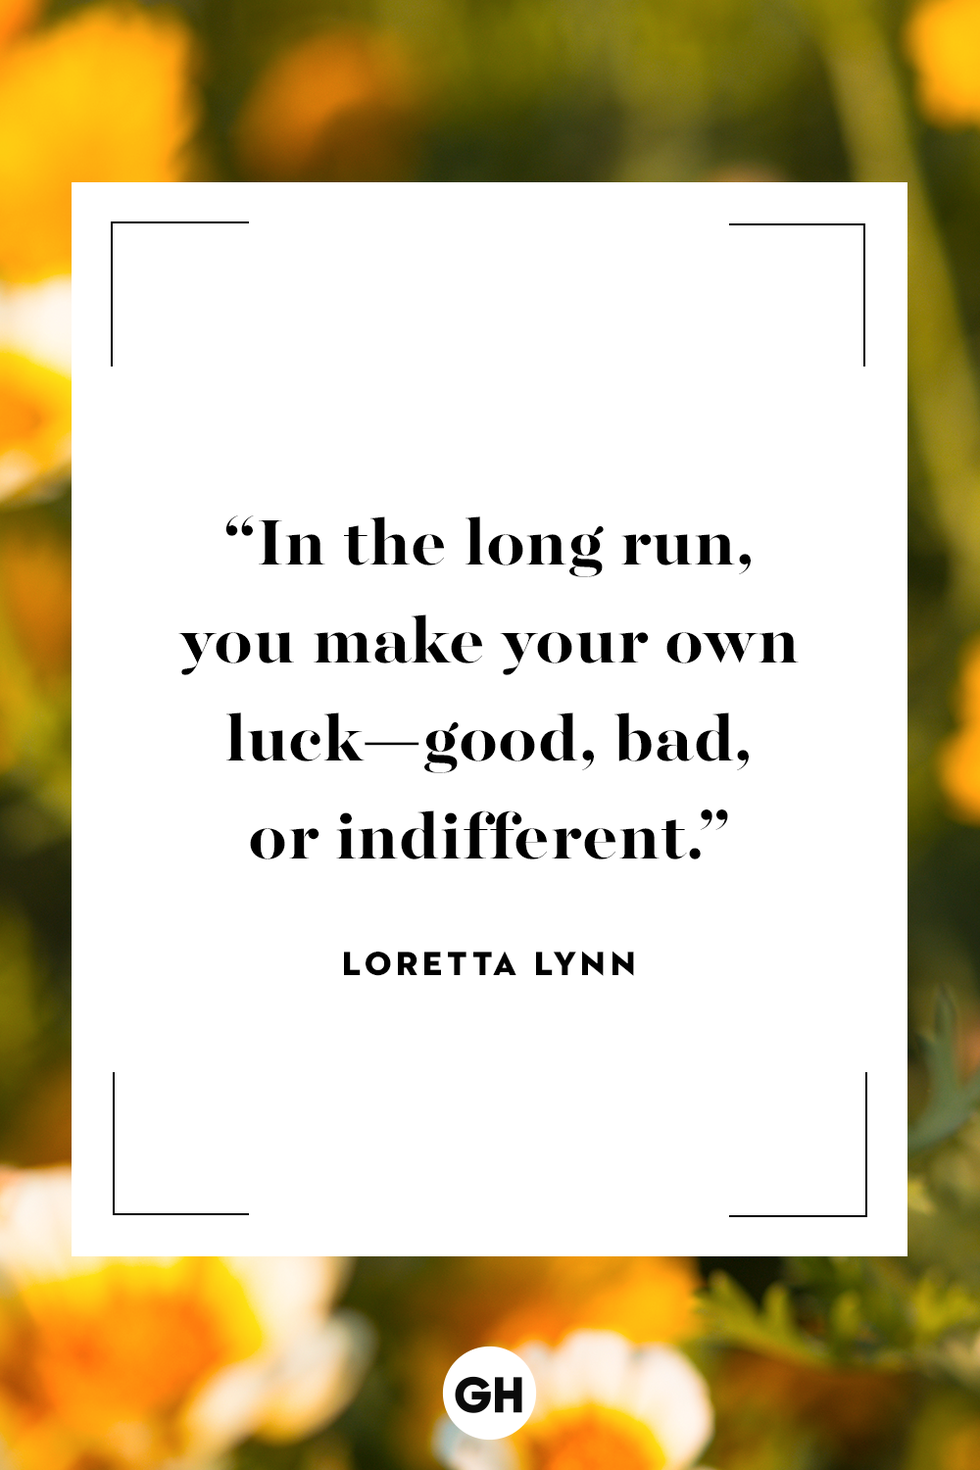 “In the long run,
you make your own
luck—good, bad,
or indifferent.”
LORETTA LYNN
GH